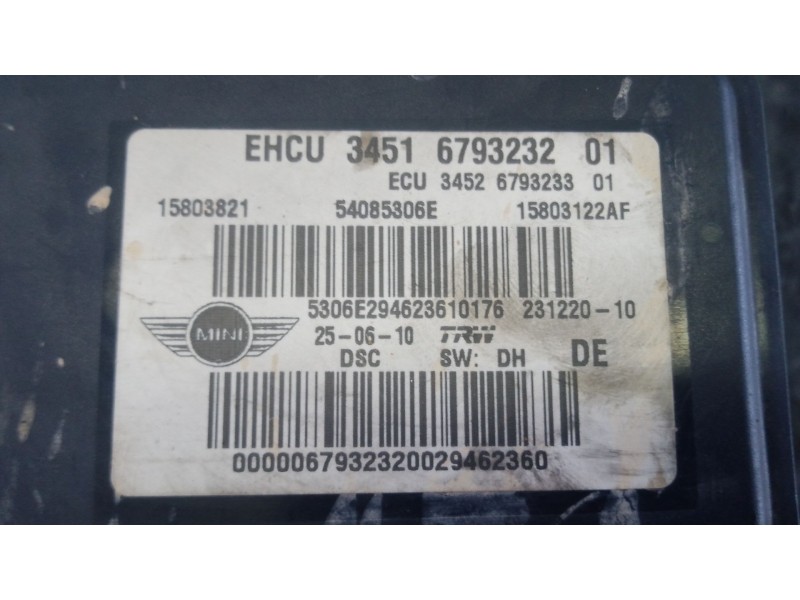 EHCU 3451 6793232 01
ECU 3452 6793233 01
15803821 54085306E 15803122AF
5306E294623610176 231220-10
MINI
25-06-10 TRW
DSC SW: DH DE
0000067932320029462360